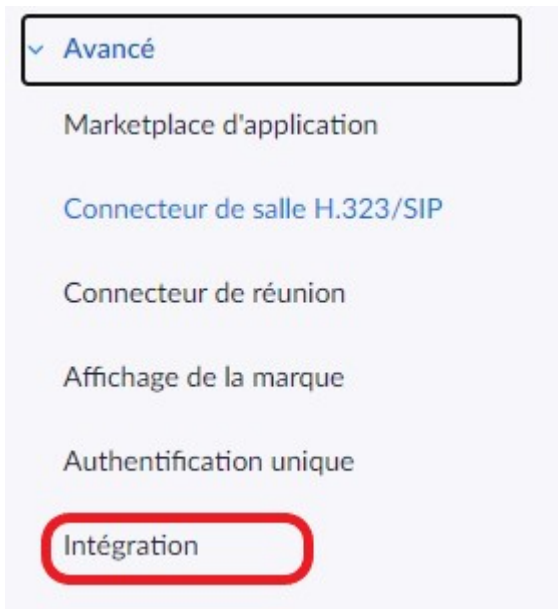 Avancé
Marketplace d'application
Connecteur de salle H.323/SIP
Connecteur de réunion
Affichage de la marque
Authentification unique
Intégration